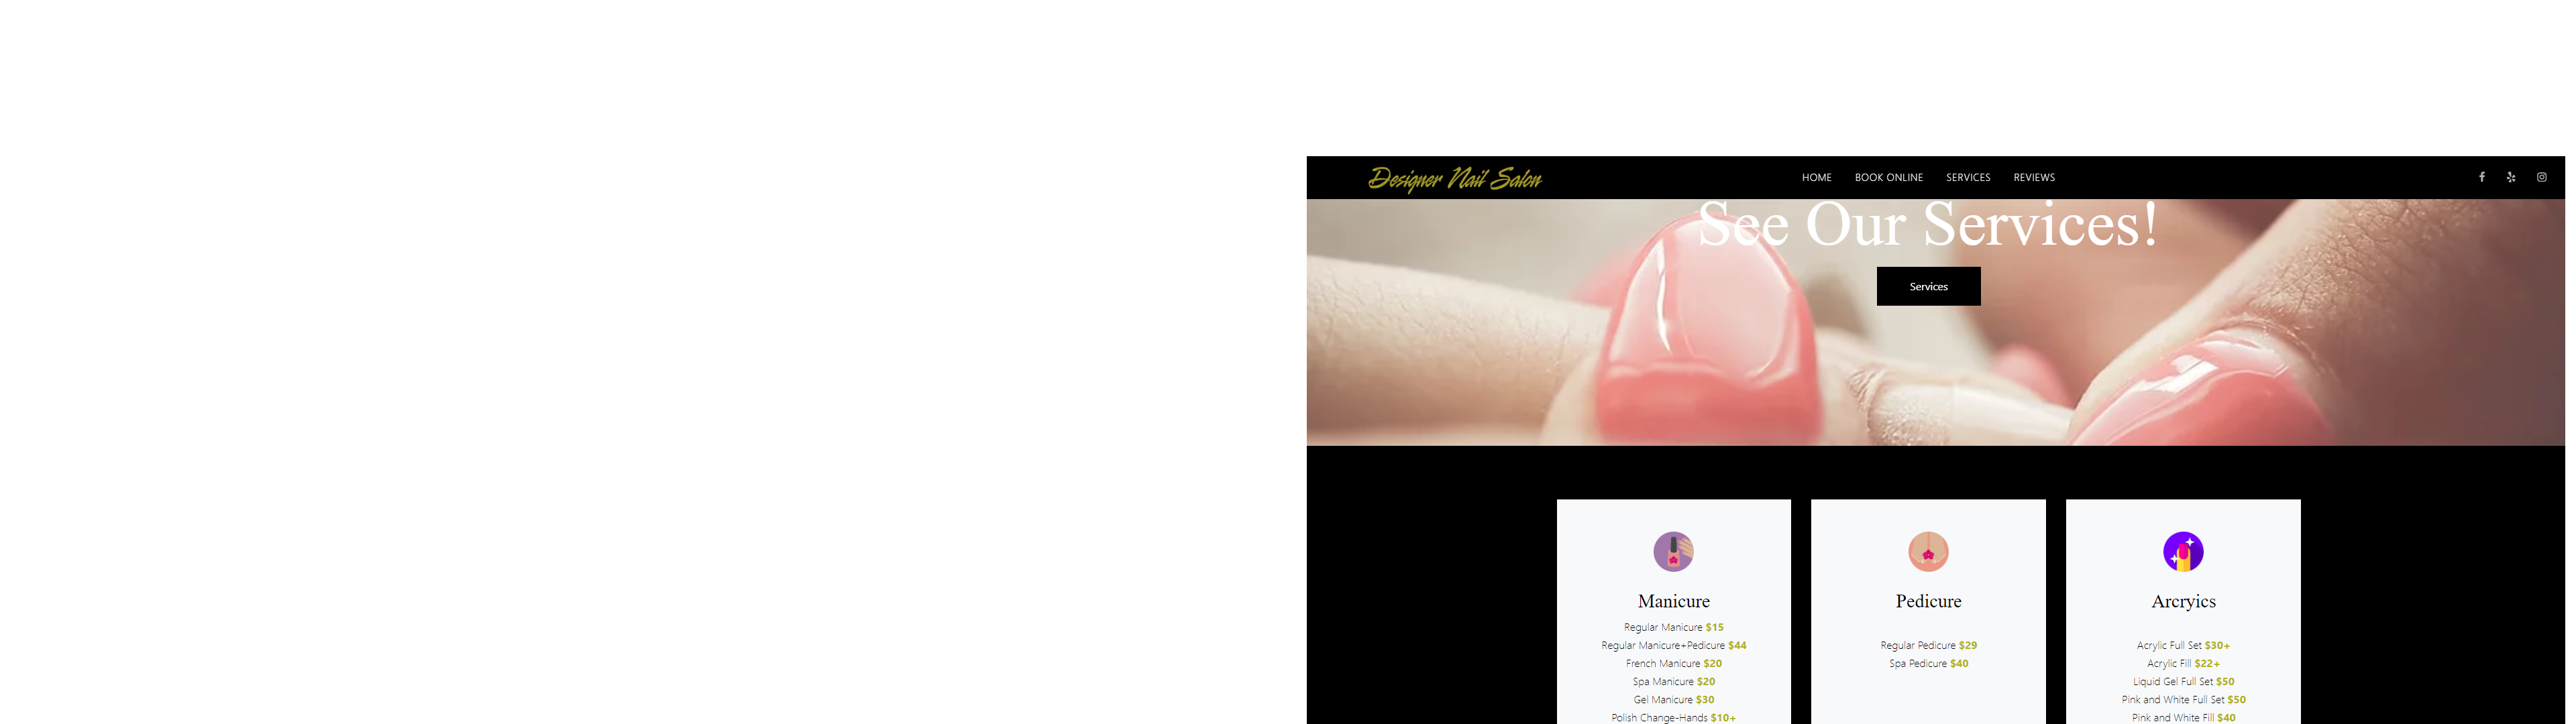 Designer Nail Salon
HOME BOOK ONLINE SERVICES REVIEWS
See Our Services!
Services
Manicure
Regular Manicure $15
Regular Manicure+Pedicure $44
French Manicure $20
Spa Manicure $20
Gel Manicure $30
Polish Change-Hands $10+
Pedicure
Regular Pedicure $29
Spa Pedicure $40
Arcryics
Acrylic Full Set $30+
Acrylic Fill $22+
Liquid Gel Full Set $50
Pink and White Full Set $50
Pink and White Fill $40